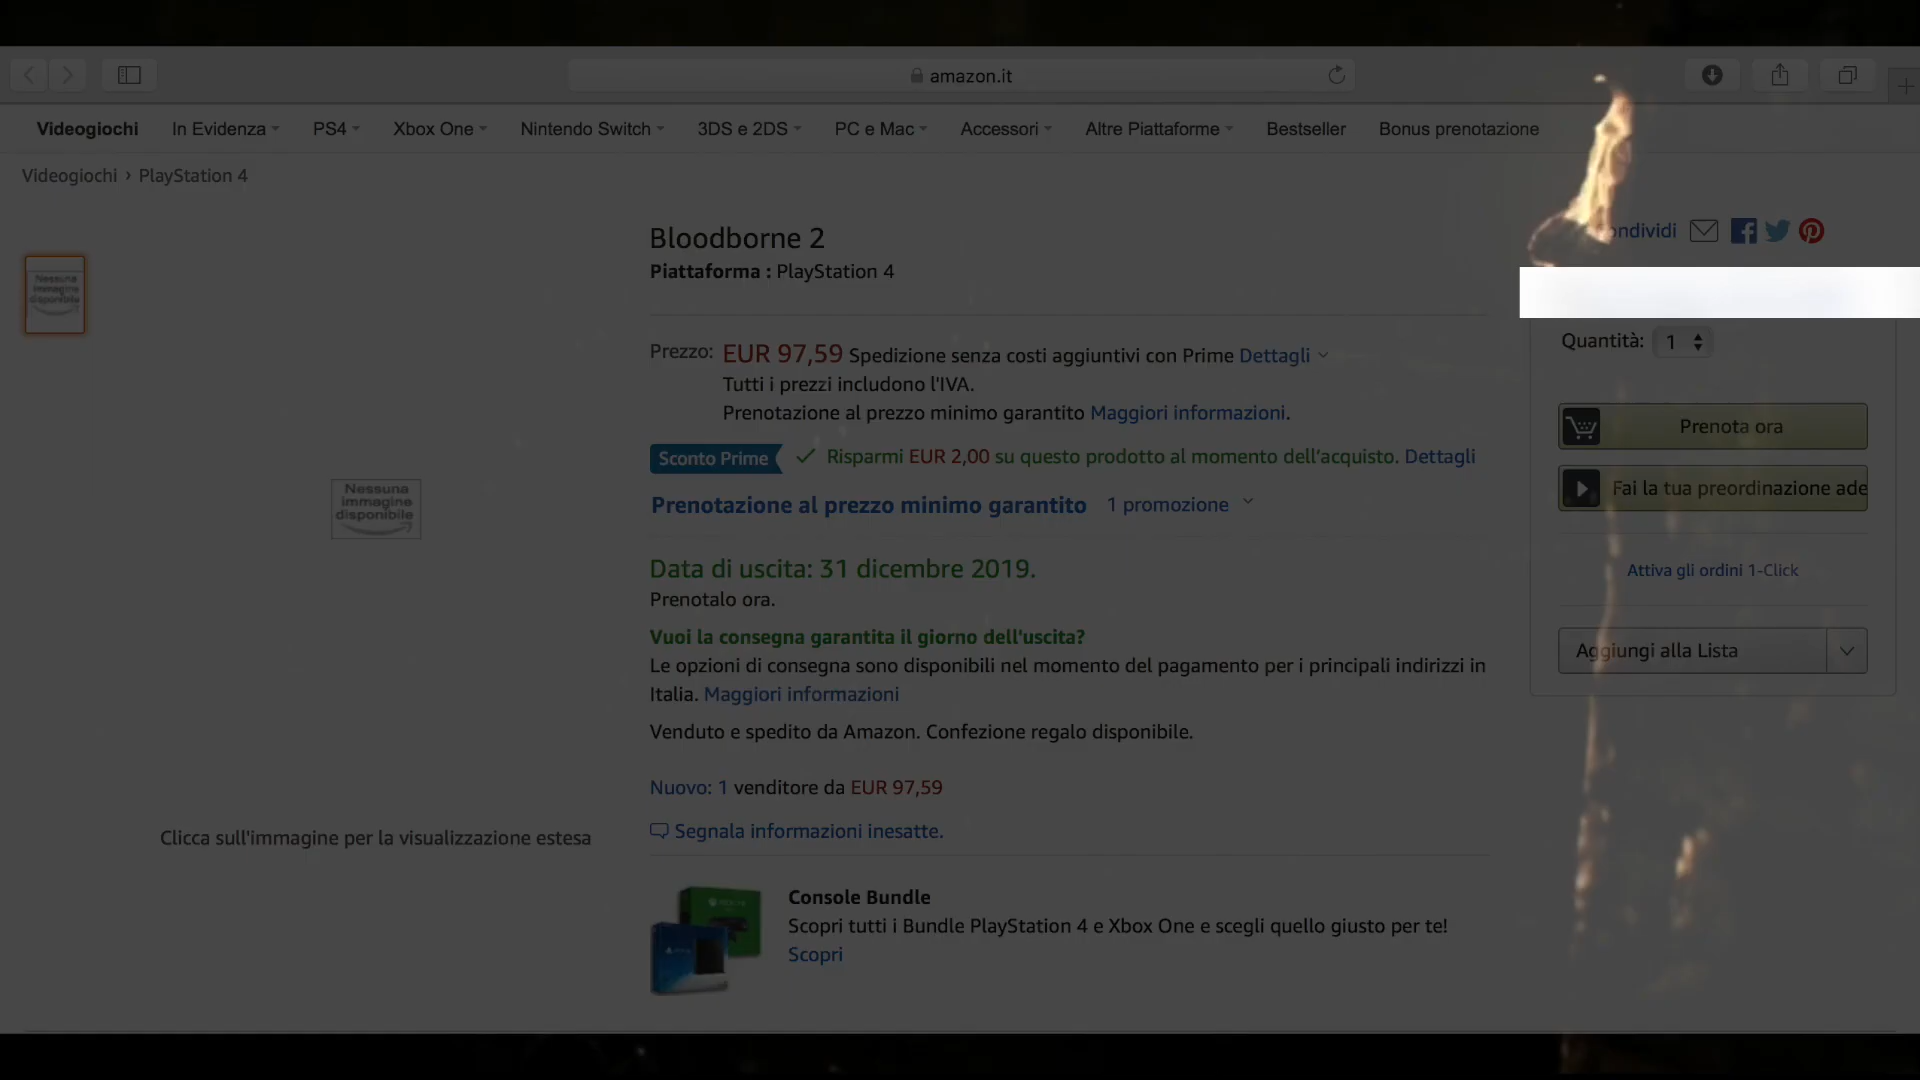 amazon.it
Videogiochi In Evidenza PS4 Xbox One Nintendo Switch 3DS e 2DS PC e Mac Accessori Altre Piattaforme Bestseller Bonus prenotazione
Videogiochi › PlayStation 4
ondividi
Bloodborne 2
Piattaforma : PlayStation 4
Nessuna
immagine
disponibile
Quantità: 1
Prezzo: EUR 97,59 Spedizione senza costi aggiuntivi con Prime Dettagli
Tutti i prezzi includono l'IVA.
Prenotazione al prezzo minimo garantito Maggiori informazioni.
Prenota ora
Sconto Prime Risparmi EUR 2,00 su questo prodotto al momento dell'acquisto. Dettagli
Fai la tua preordinazione ade
Prenotazione al prezzo minimo garantito 1 promozione
Nessuna
immagine
disponibile
Data di uscita: 31 dicembre 2019.
Attiva gli ordini 1-Click
Prenotalo ora.
Vuoi la consegna garantita il giorno dell'uscita?
Aggiungi alla Lista
Le opzioni di consegna sono disponibili nel momento del pagamento per i principali indirizzi in
Italia. Maggiori informazioni
Venduto e spedito da Amazon. Confezione regalo disponibile.
Nuovo: 1 venditore da EUR 97,59
Segnala informazioni inesatte.
Clicca sull'immagine per la visualizzazione estesa
Console Bundle
Scopri tutti i Bundle PlayStation 4 e Xbox One e scegli quello giusto per te!
Scopri